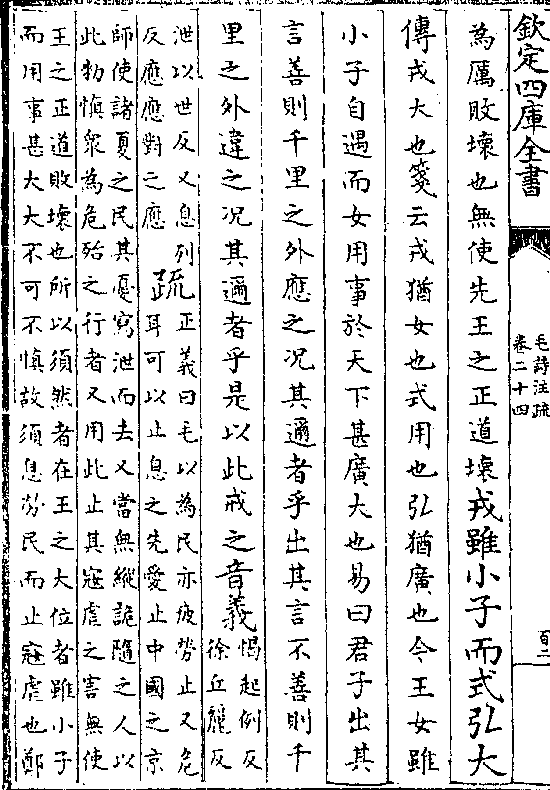 欽定四庫全書
毛詩注疏
卷二十四
百二
為厲敗壞也無使先王之正道壞戎雖小子而式弘大
傳戎大也箋云戎猶女也式用也弘猶廣也今王女雖
小子自遇而女用事於天下甚廣大也易曰君子出其
言善則千里之外應之况其邇者乎出其言不善則千
里之外違之况其邇者乎是以此戒之音義愒起例反
徐丘麗反
泄以世反又息列
反應應對之應
疏正義曰毛以為民亦疲勞止又危
耳可以止息之先愛止中國之京
師使諸夏之民其憂寫泄而去又當無縱詭隨之人以
此勑慎衆為危殆之行者又用此止其寇虐之害無使
王之正道敗壞也所以須然者在王之大位者雖小子
而用事甚大大不可不慎故須息勞民而止寇虐也鄭